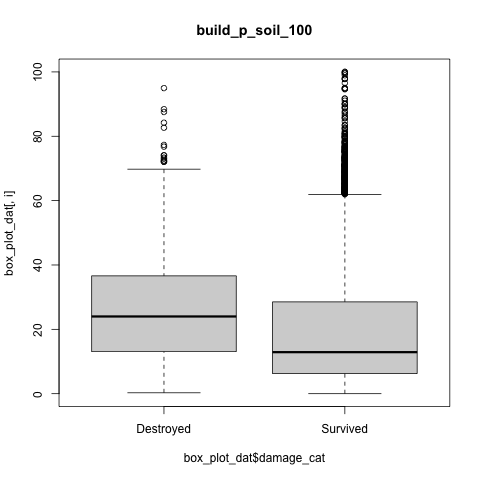 build_p_soil_100
box_plot_dat[, i]
100
80
60
40
20
0
Destroyed
Survived
box_plot_dat$damage_cat